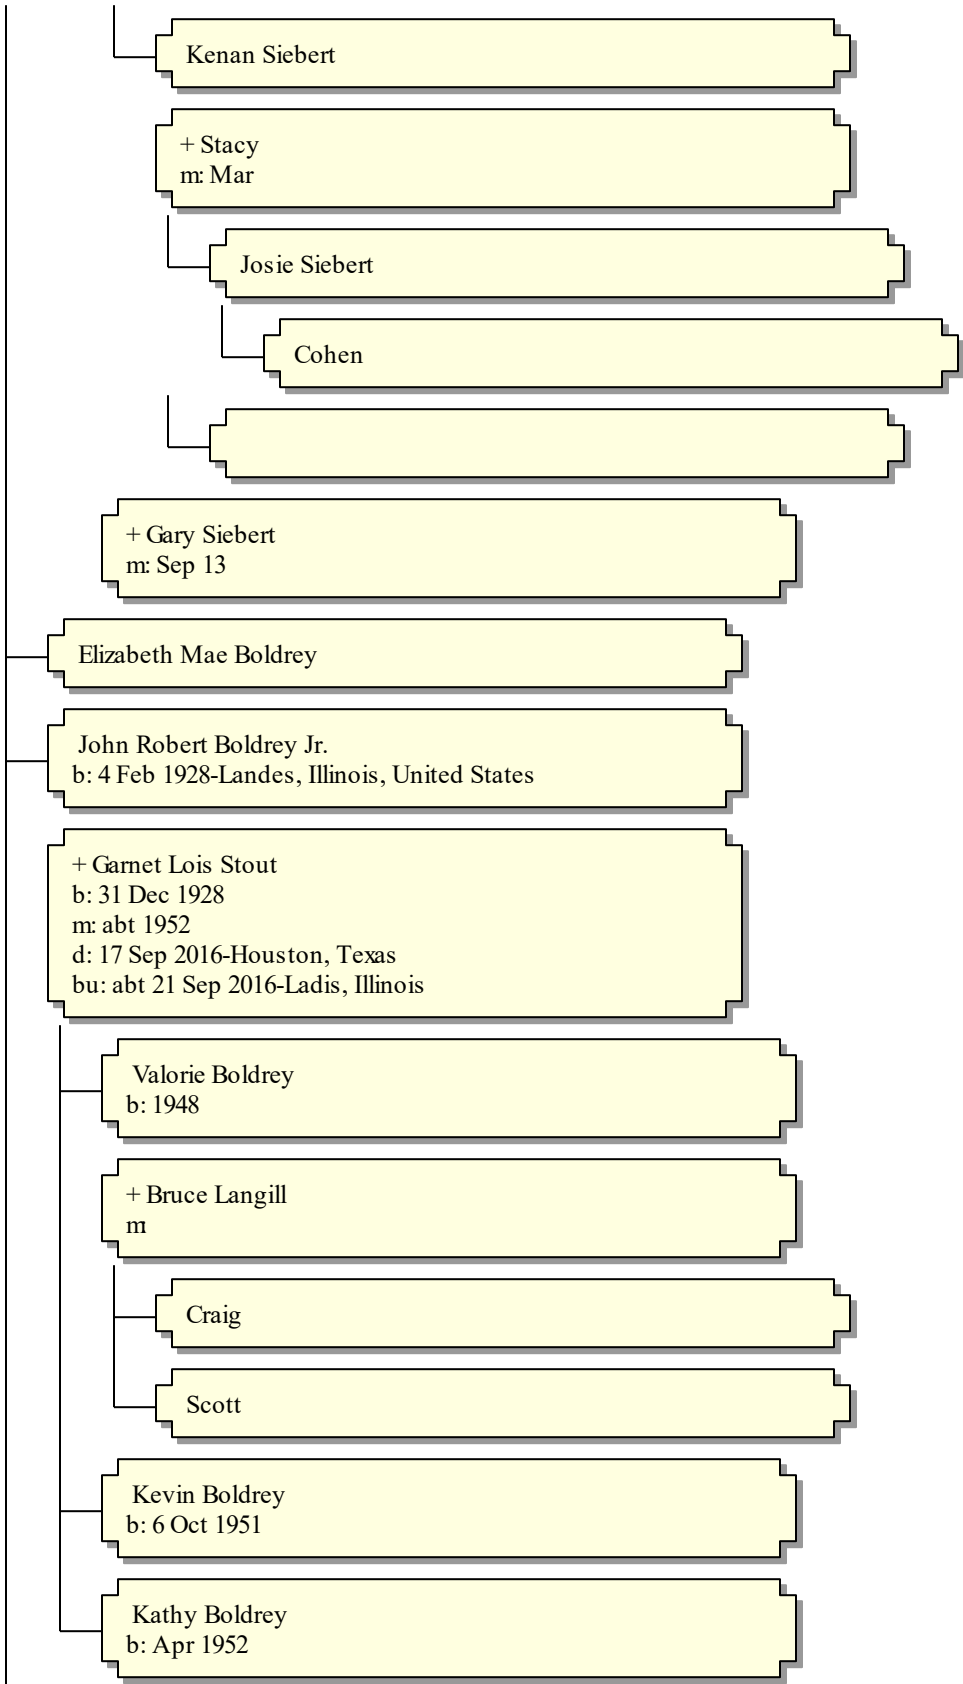 Kenan Siebert
+ Stacy
m: Mar
Josie Siebert
Cohen
+ Gary Siebert
m: Sep 13
Elizabeth Mae Boldrey
John Robert Boldrey Jr.
b: 4 Feb 1928-Landes, Illinois, United States
+ Garnet Lois Stout
b: 31 Dec 1928
m: abt 1952
d: 17 Sep 2016-Houston, Texas
bu: abt 21 Sep 2016-Ladis, Illinois
Valorie Boldrey
b: 1948
+ Bruce Langill
m:
Craig
Scott
Kevin Boldrey
b: 6 Oct 1951
Kathy Boldrey
b: Apr 1952